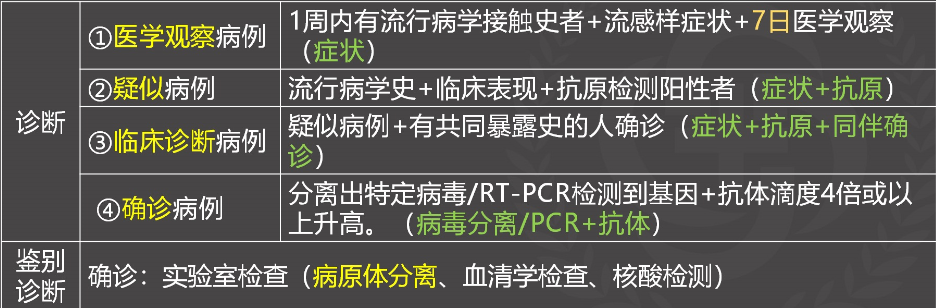 诊断
①医学观察病例
1周内有流行病学接触史者+流感样症状+7日医学观察
（症状）
②疑似病例
流行病学史+临床表现+抗原检测阳性者（症状+抗原）
③临床诊断病例
疑似病例+有共同暴露史的人确诊（症状+抗原+同伴确
诊）
④确诊病例
分离出特定病毒/RT-PCR检测到基因+抗体滴度4倍或以
上升高。（病毒分离/PCR+抗体）
鉴别
诊断
确诊：实验室检查（病原体分离、血清学检查、核酸检测）